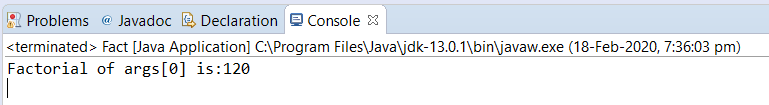 Problems @ Javadoc Declaration Console
<terminated> Fact [Java Application] C:\Program Files\Java\jdk-13.0.1\bin\javaw.exe (18-Feb-2020, 7:36:03 pm)
Factorial of args[0] is:120